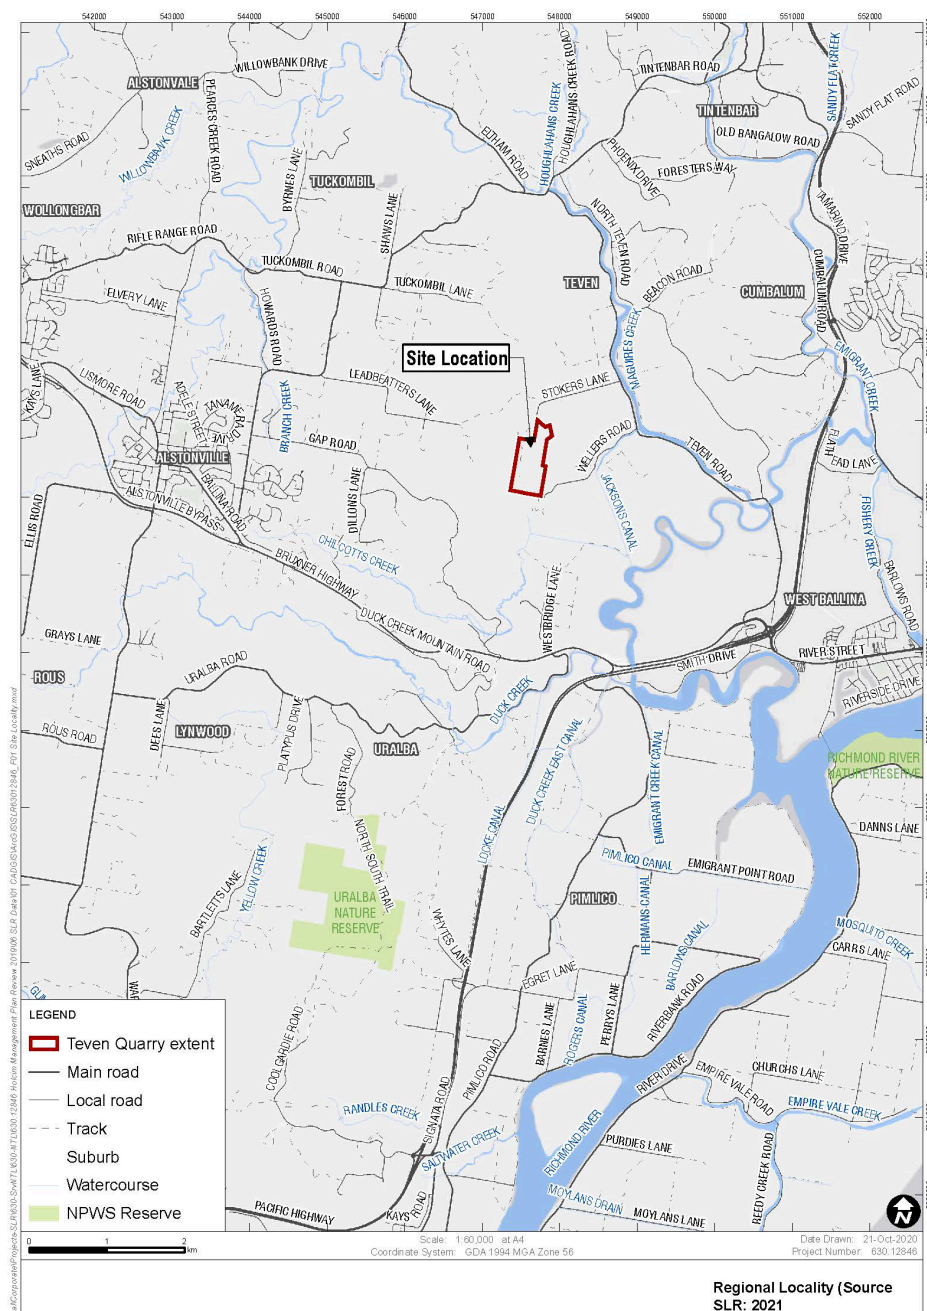 542000 543000 544000 545000 546000 547000 548000 549000 550000 551000 552000
WILLOWBANK DRIVE
ALSTONVALE
PEARCES CREEK ROAD
WILLOWBANK CREEK
SNEATHS ROAD
WOLLONGBAR
RIFLE RANGE ROAD
BYRNES LANE
TUCKOMBIL
SHAWS LANE
ELTHAM ROAD
HOUGHLAHANS CREEK
HOUGHLAHANS CREEK ROAD
TINTENBAR ROAD
TINTENBAR
OLD BANGALOW ROAD
SANDY FLAT CREEK
SANDY FLAT ROAD
PHOENIX DRIVE
FORESTERS WAY
NORTH TEVEN ROAD
TAMARIND DRIVE
TUCKOMBIL ROAD
TUCKOMBIL LANE
TEVEN
BEACON ROAD
CUMBALUM
CUMBALUM ROAD
ELVERY LANE
HOWARDS ROAD
MAGUIRES CREEK
EMIGRANT CREEK
Site Location
KAYS LANE
LISMORE ROAD
ADELE STREET
BRANCH CREEK
LEADBEATTERS LANE
STOKERS LANE
GAP ROAD
ALSTONVILLE
BALLINA ROAD
ALSTONVILLE BYPASS
DILLONS LANE
WELLERS ROAD
TEVEN ROAD
JACKSONS CANAL
FISHERY CREEK
BARLOWS ROAD
ELLIS ROAD
CHILCOTTS CREEK
BRUXNER HIGHWAY
DUCK CREEK MOUNTAIN ROAD
WESTBRIDGE LANE
WEST BALLINA
SMITH DRIVE
RIVER STREET
RIVERSIDE DRIVE
GRAYS LANE
ROUS
URALBA ROAD
ROUS ROAD
DEES LANE
LYNWOOD
PLATYPUS DRIVE
URALBA
DUCK CREEK
DUCK CREEK EAST CANAL
EMIGRANT CREEK CANAL
RICHMOND RIVER
NATURE RESERVE
FOREST ROAD
NORTH SOUTH TRAIL
LOCKE CANAL
DANNS LANE
PIMLICO CANAL
EMIGRANT POINT ROAD
YELLOW CREEK
BARTLETTS LANE
URALBA
NATURE
RESERVE
WHYTES LANE
PIMLICO
HERMANS CANAL
BARLOWS CANAL
MOSQUITO CREEK
CARRS LANE
EGRET LANE
BARNES LANE
ROGERS CANAL
PERRYS LANE
RIVERBANK ROAD
COOLGARDIE ROAD
PIMLICO ROAD
RIVER DRIVE
EMPIRE VALE ROAD
CHURCHS LANE
EMPIRE VALE CREEK
RANDLES CREEK
SIGNATA ROAD
SALTWATER CREEK
RICHMOND RIVER
PURDIES LANE
REEDY CREEK ROAD
MOYLANS DRAIN
MOYLANS LANE
PACIFIC HIGHWAY
KAYS ROAD
LEGEND
Teven Quarry extent
Main road
Local road
Track
Suburb
Watercourse
NPWS Reserve
0 1 2
km
N
Scale: 1:60,000 at A4
Coordinate System: GDA 1994 MGA Zone 56
Date Drawn: 21-Oct-2020
Project Number: 630.12846
Regional Locality (Source
SLR: 2021